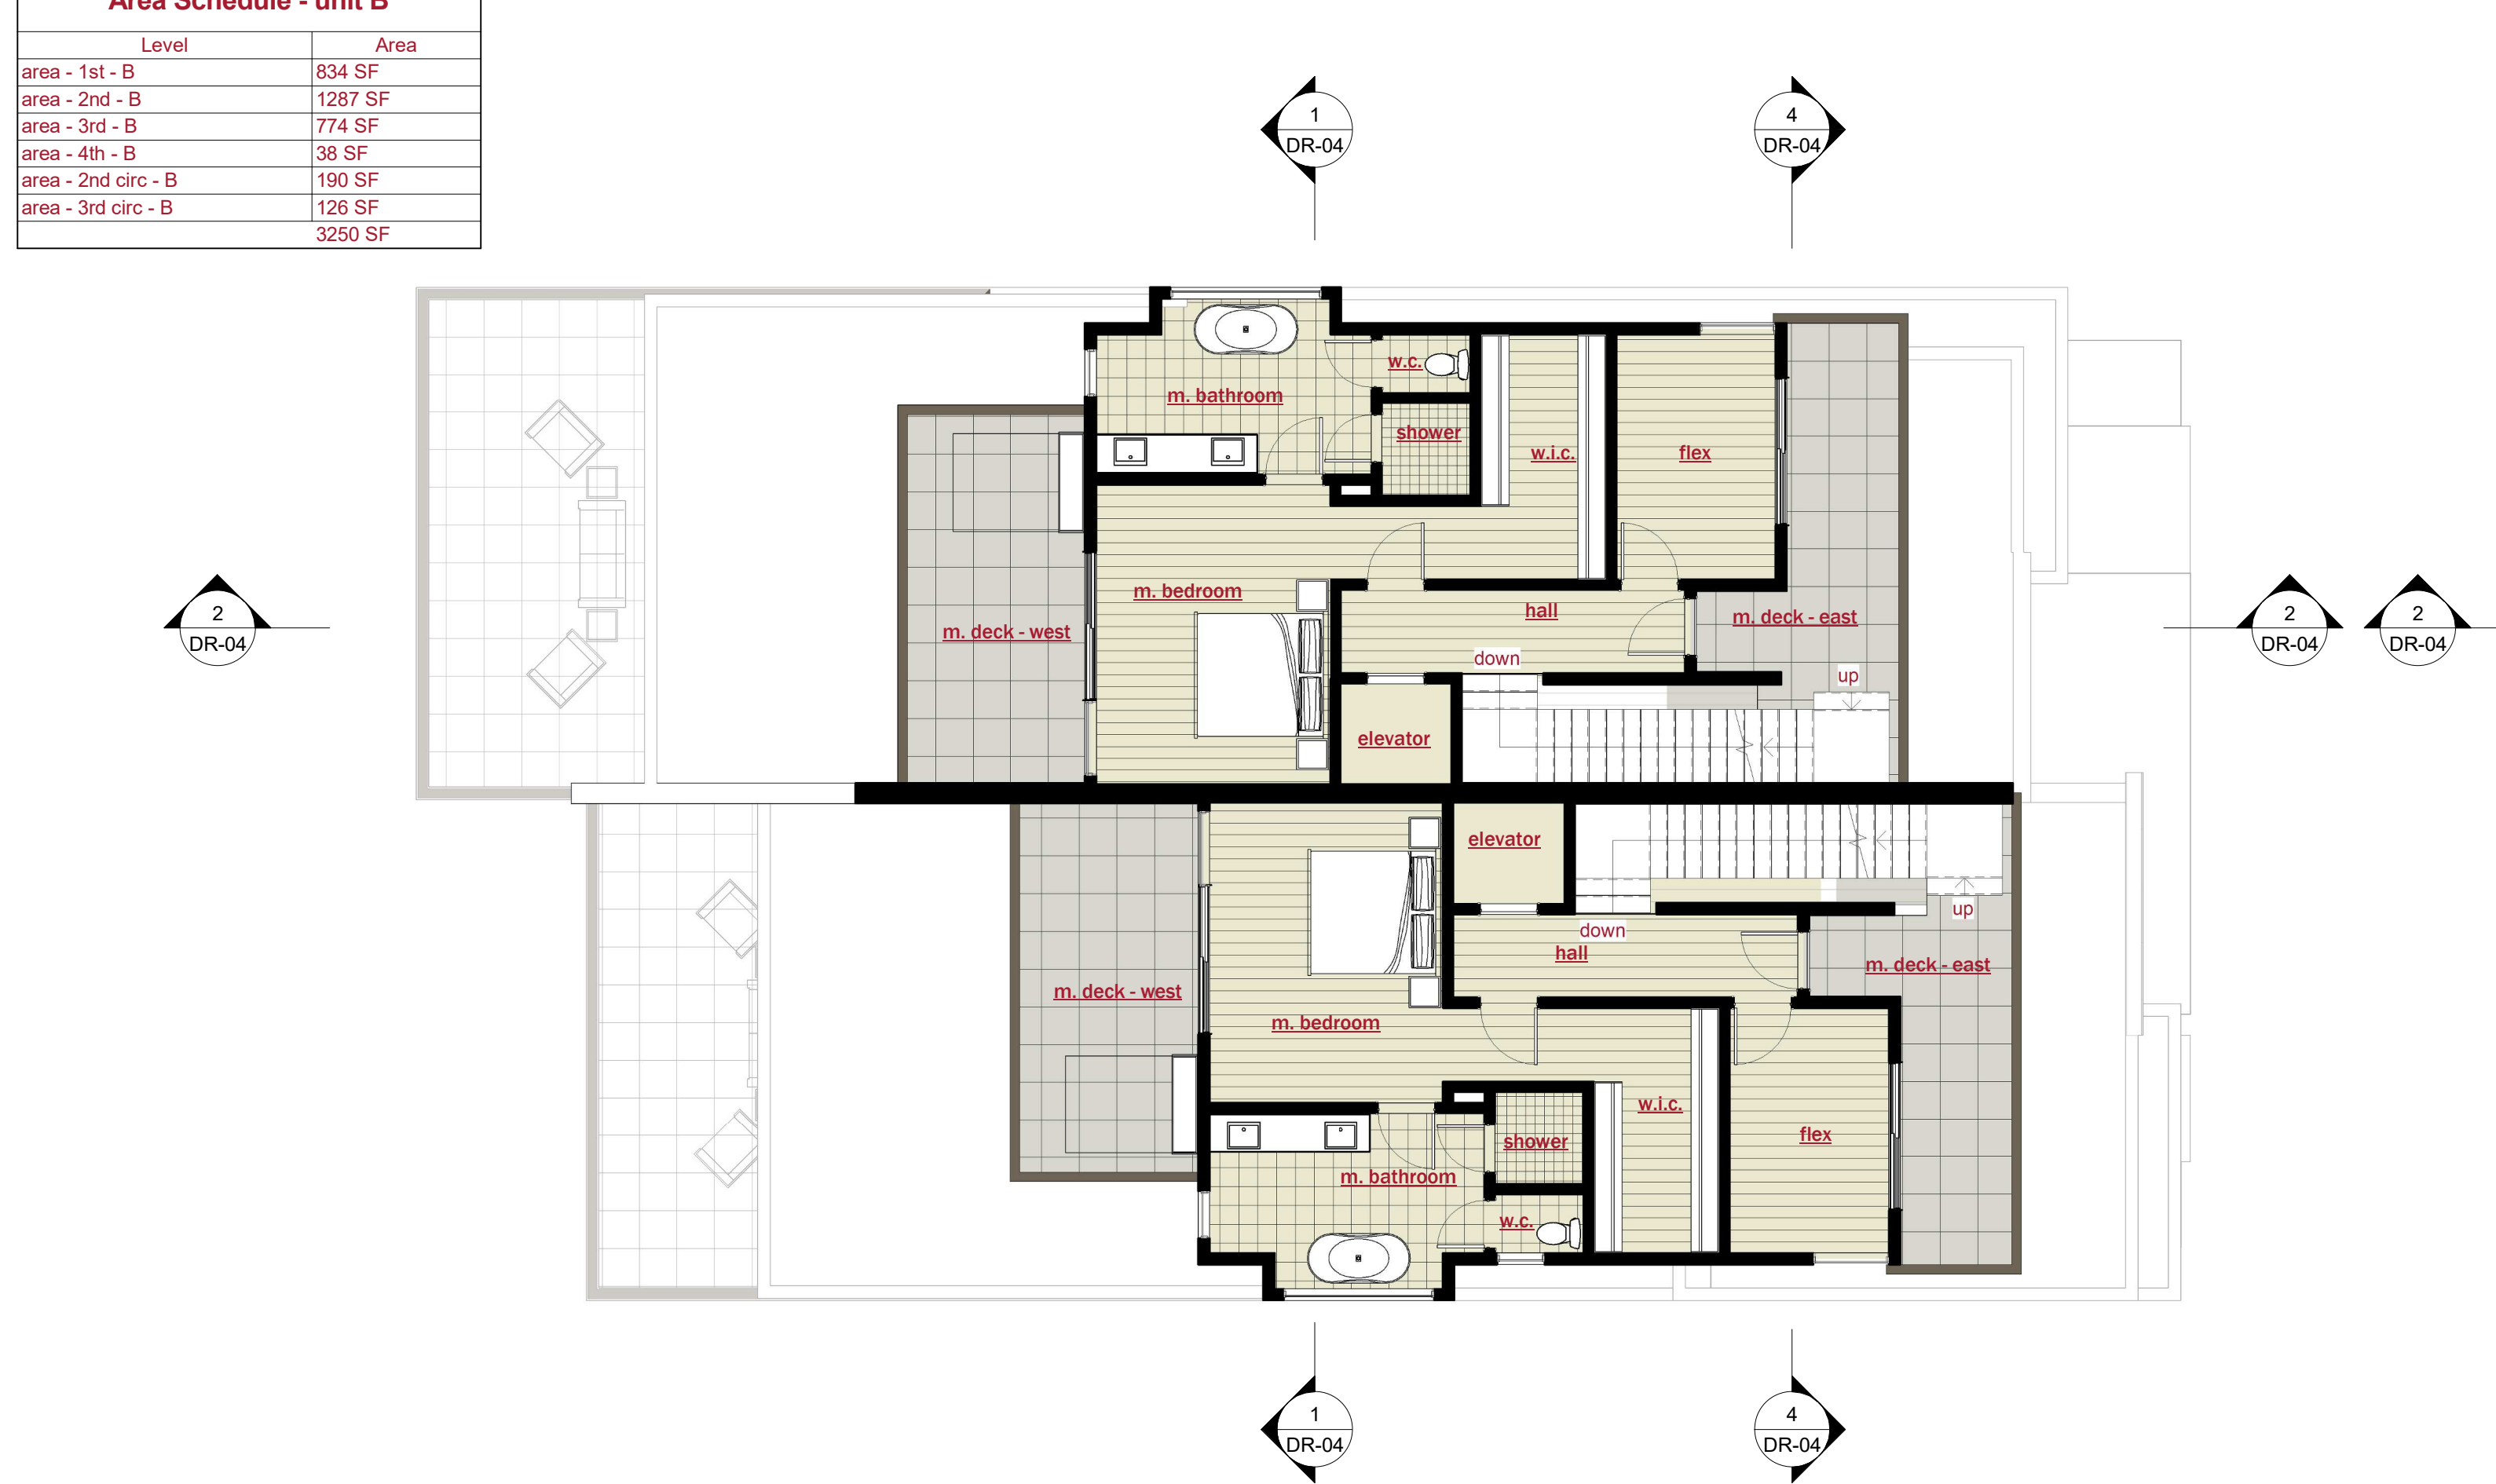 Area Schedule - unit B
Level Area
area - 1st - B 834 SF
area - 2nd - B 1287 SF
area - 3rd - B 774 SF
area - 4th - B 38 SF
area - 2nd circ - B 190 SF
area - 3rd circ - B 126 SF
3250 SF
1
DR-04
4
DR-04
w.c.
m. bathroom
shower
w.i.c.
flex
m. bedroom
hall
m. deck - east
m. deck - west
down
up
elevator
2
DR-04
2
DR-04
2
DR-04
elevator
up
down
hall
m. deck - east
m. deck - west
m. bedroom
w.i.c.
flex
shower
m. bathroom
w.c.
1
DR-04
4
DR-04